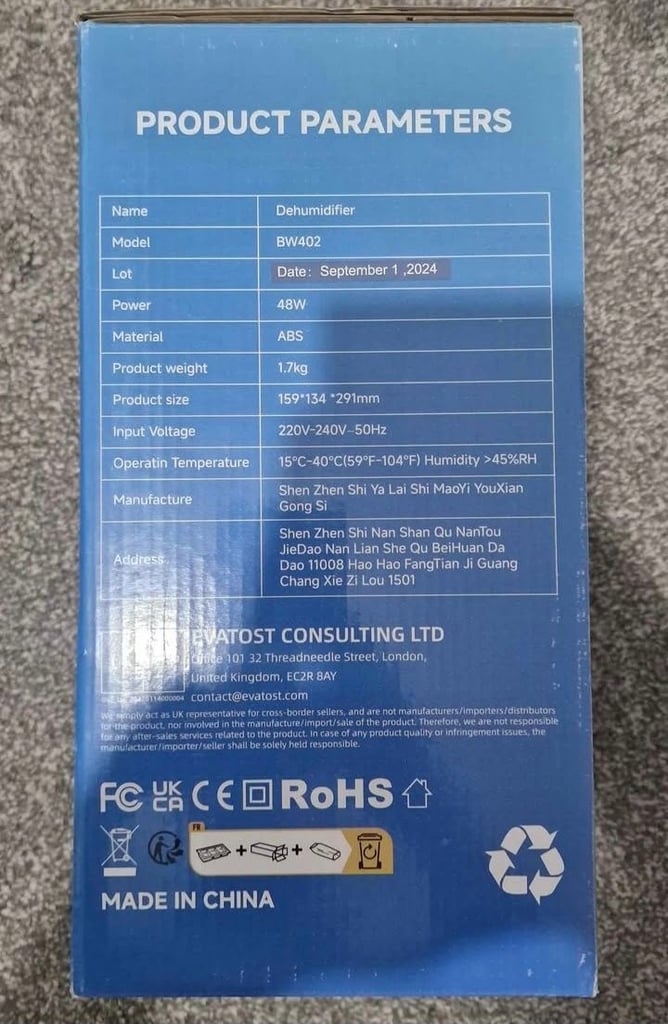 PRODUCT PARAMETERS
Name Dehumidifier
Model BW402
Lot Date: September 1 ,2024
Power 48W
Material ABS
Product weight 1.7kg
Product size 159*134 *291mm
Input Voltage 220V-240V~50Hz
Operatin Temperature 15°C-40°C(59°F-104°F) Humidity >45%RH
Manufacture Shen Zhen Shi Ya Lai Shi MaoYi YouXian
Gong Si
Address Shen Zhen Shi Nan Shan Qu NanTou
JieDao Nan Lian She Qu BeiHuan Da
Dao 11008 Hao Hao FangTian Ji Guang
Chang Xie Zi Lou 1501
EVATOST CONSULTING LTD
Office 101 32 Threadneedle Street, London,
United Kingdom, EC2R 8AY
contact@evatost.com
We simply act as UK representative for cross-border sellers, and are not manufacturers/importers/distributors
for the product, nor involved in the manufacture/import/sale of the product. Therefore, we are not responsible
for any after-sales services related to the product. In case of any product quality or infringement issues, the
manufacturer/importer/seller shall be solely held responsible.
FC UK CA CE RoHS
FR
+ +
MADE IN CHINA